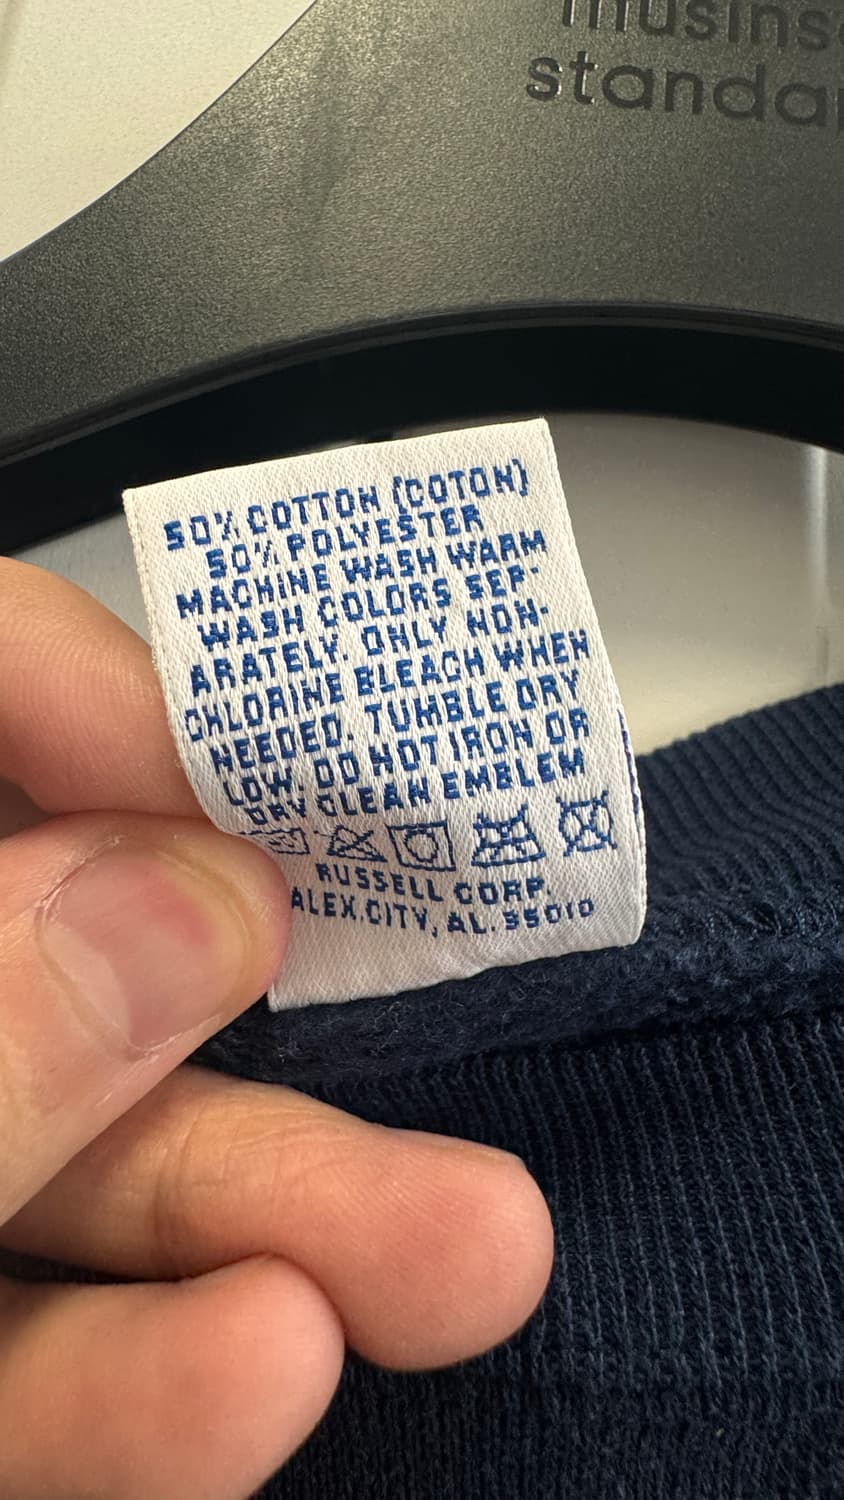 musins
standar
50% COTTON (COTON)
50% POLYESTER
MACHINE WASH WARM
WASH COLORS SEP-
ARATELY. ONLY NON-
CHLORINE BLEACH WHEN
NEEDED. TUMBLE DRY
LOW. DO NOT IRON OR
DRY CLEAN EMBLEM
RUSSELL CORP.
ALEX.CITY, AL. 35010